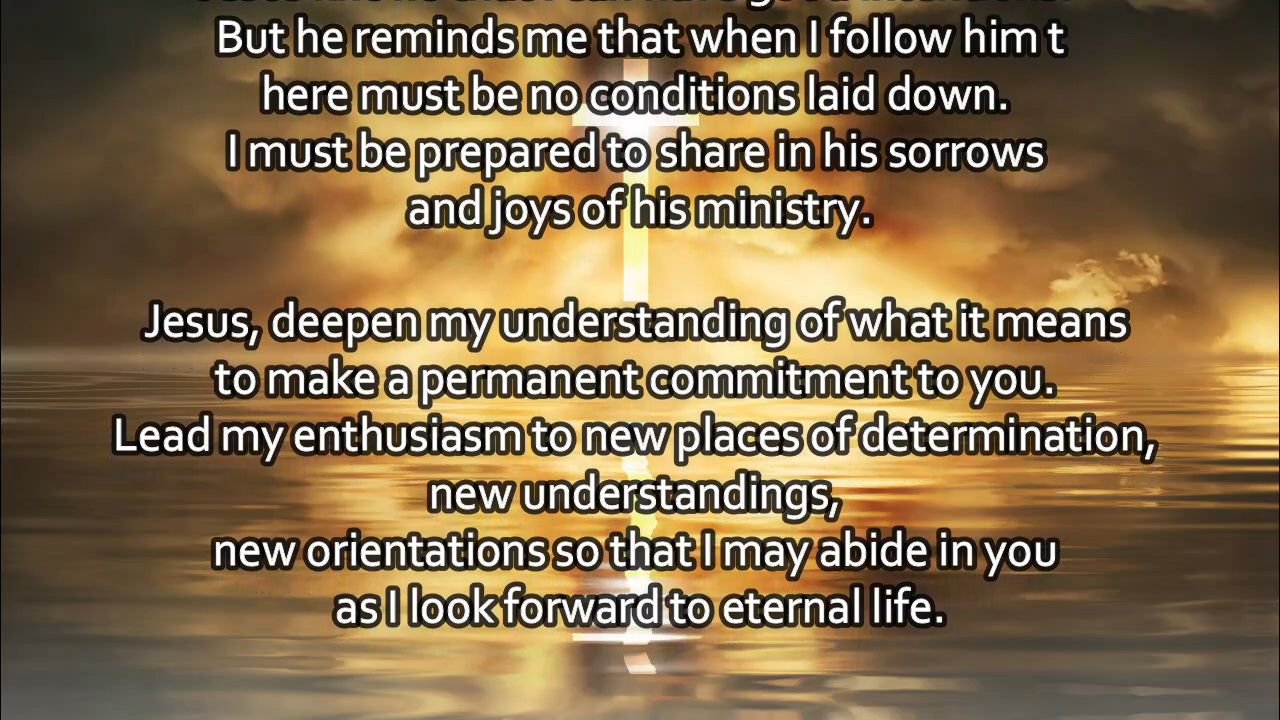 But he reminds me that when I follow him t
here must be no conditions laid down.
I must be prepared to share in his sorrows
and joys of his ministry.
Jesus, deepen my understanding of what it means
to make a permanent commitment to you.
Lead my enthusiasm to new places of determination,
new understandings,
new orientations so that I may abide in you
as I look forward to eternal life.